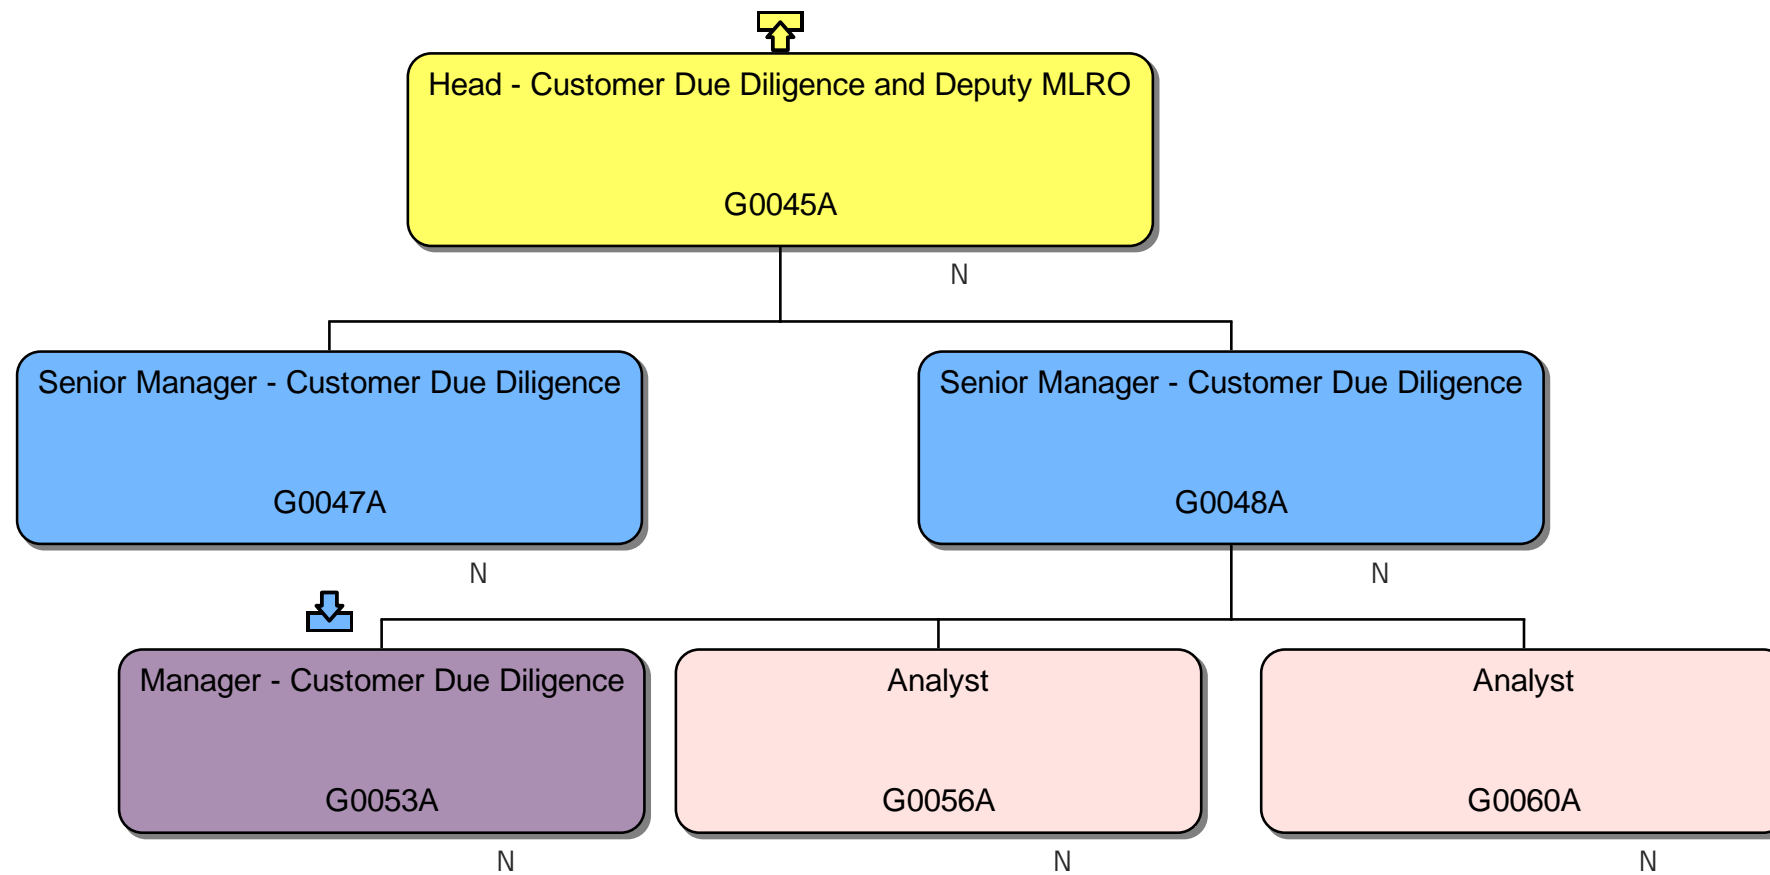 Head - Customer Due Diligence and Deputy MLRO
G0045A
N
Senior Manager - Customer Due Diligence
G0047A
N
Senior Manager - Customer Due Diligence
G0048A
N
Manager - Customer Due Diligence
G0053A
N
Analyst
G0056A
N
Analyst
G0060A
N